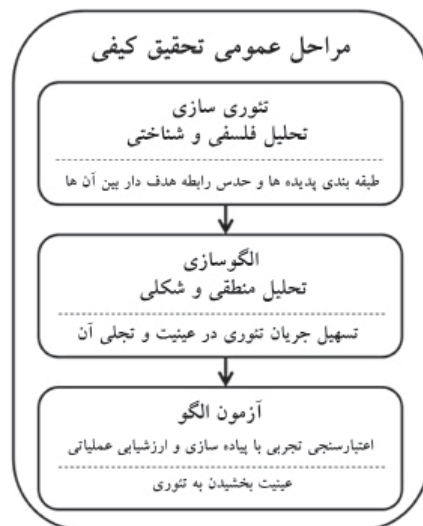 مراحل عمومی تحقیق کیفی
تئوری سازی
تحلیل فلسفی و شناختی
طبقه بندی پدیده ها و حدس رابطه هدف دار بین آن ها
الگوسازی
تحلیل منطقی و شکلی
تسهیل جریان تئوری در عینیت و تجلی آن
آزمون الگو
اعتبارسنجی تجربی با پیاده سازی و ارزشیابی عملیاتی
عینیت بخشیدن به تئوری